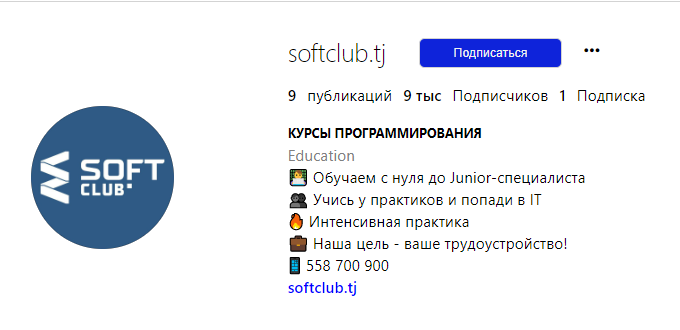 softclub.tj Подписаться •••
9 публикаций 9 тыс Подписчиков 1 Подписка
SOFT
CLUB
КУРСЫ ПРОГРАММИРОВАНИЯ
Education
Обучаем с нуля до Junior-специалиста
Учись у практиков и попади в IT
Интенсивная практика
Наша цель - ваше трудоустройство!
558 700 900
softclub.tj